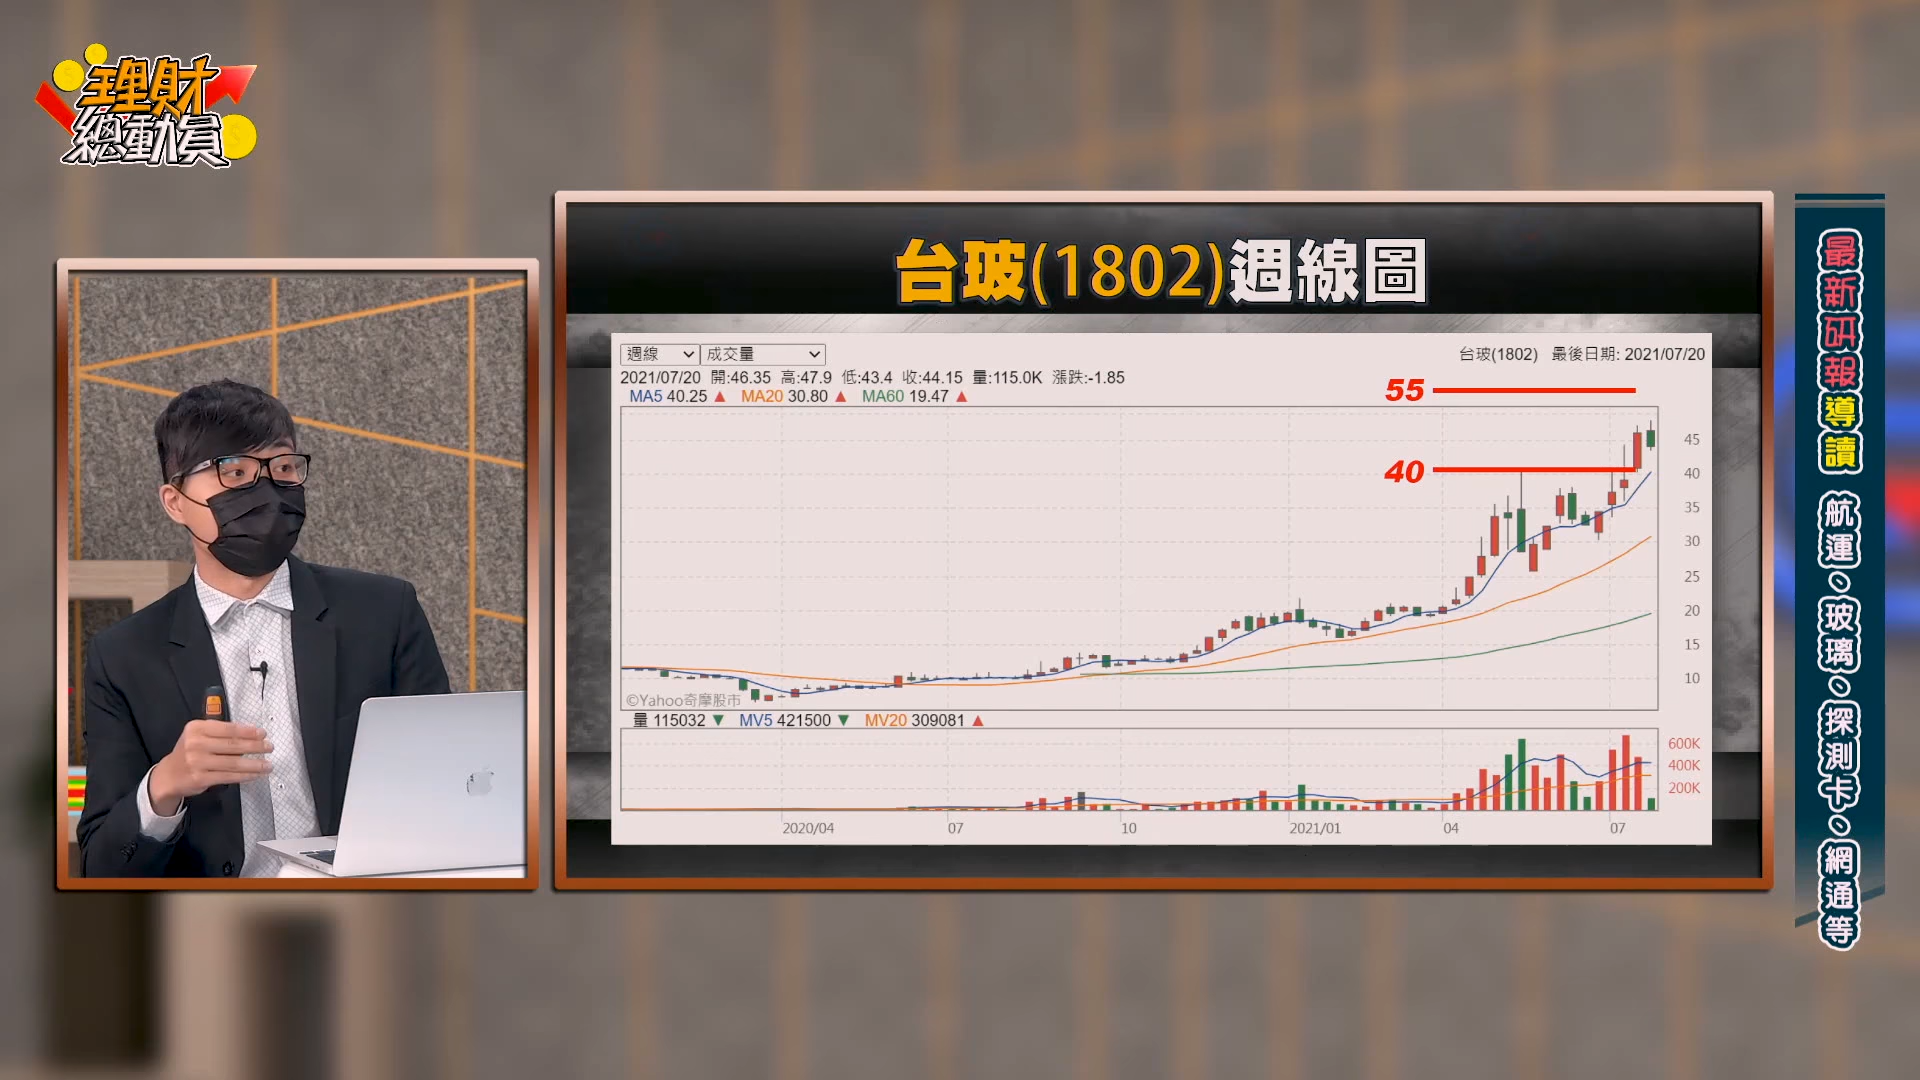 理財
總動員
台玻(1802)週線圖
週線 成交量 台玻(1802) 最後日期: 2021/07/20
2021/07/20 開:46.35 高:47.9 低:43.4 收:44.15 量:115.0K 漲跌:-1.85
MA5 40.25 ▲ MA20 30.80 ▲ MA60 19.47 ▲
55
40
45
40
35
30
25
20
15
10
©Yahoo奇摩股市
量 115032 ▼ MV5 421500 ▼ MV20 309081 ▲
600K
400K
200K
2020/04 07 10 2021/01 04 07
最新研報導讀 航運。玻璃。探測卡。網通等